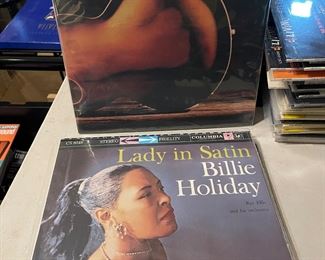 STEREO FIDELITY COLUMBIA
Lady in Satin
Billie
Holiday
Ray Ellis
and his orchestra